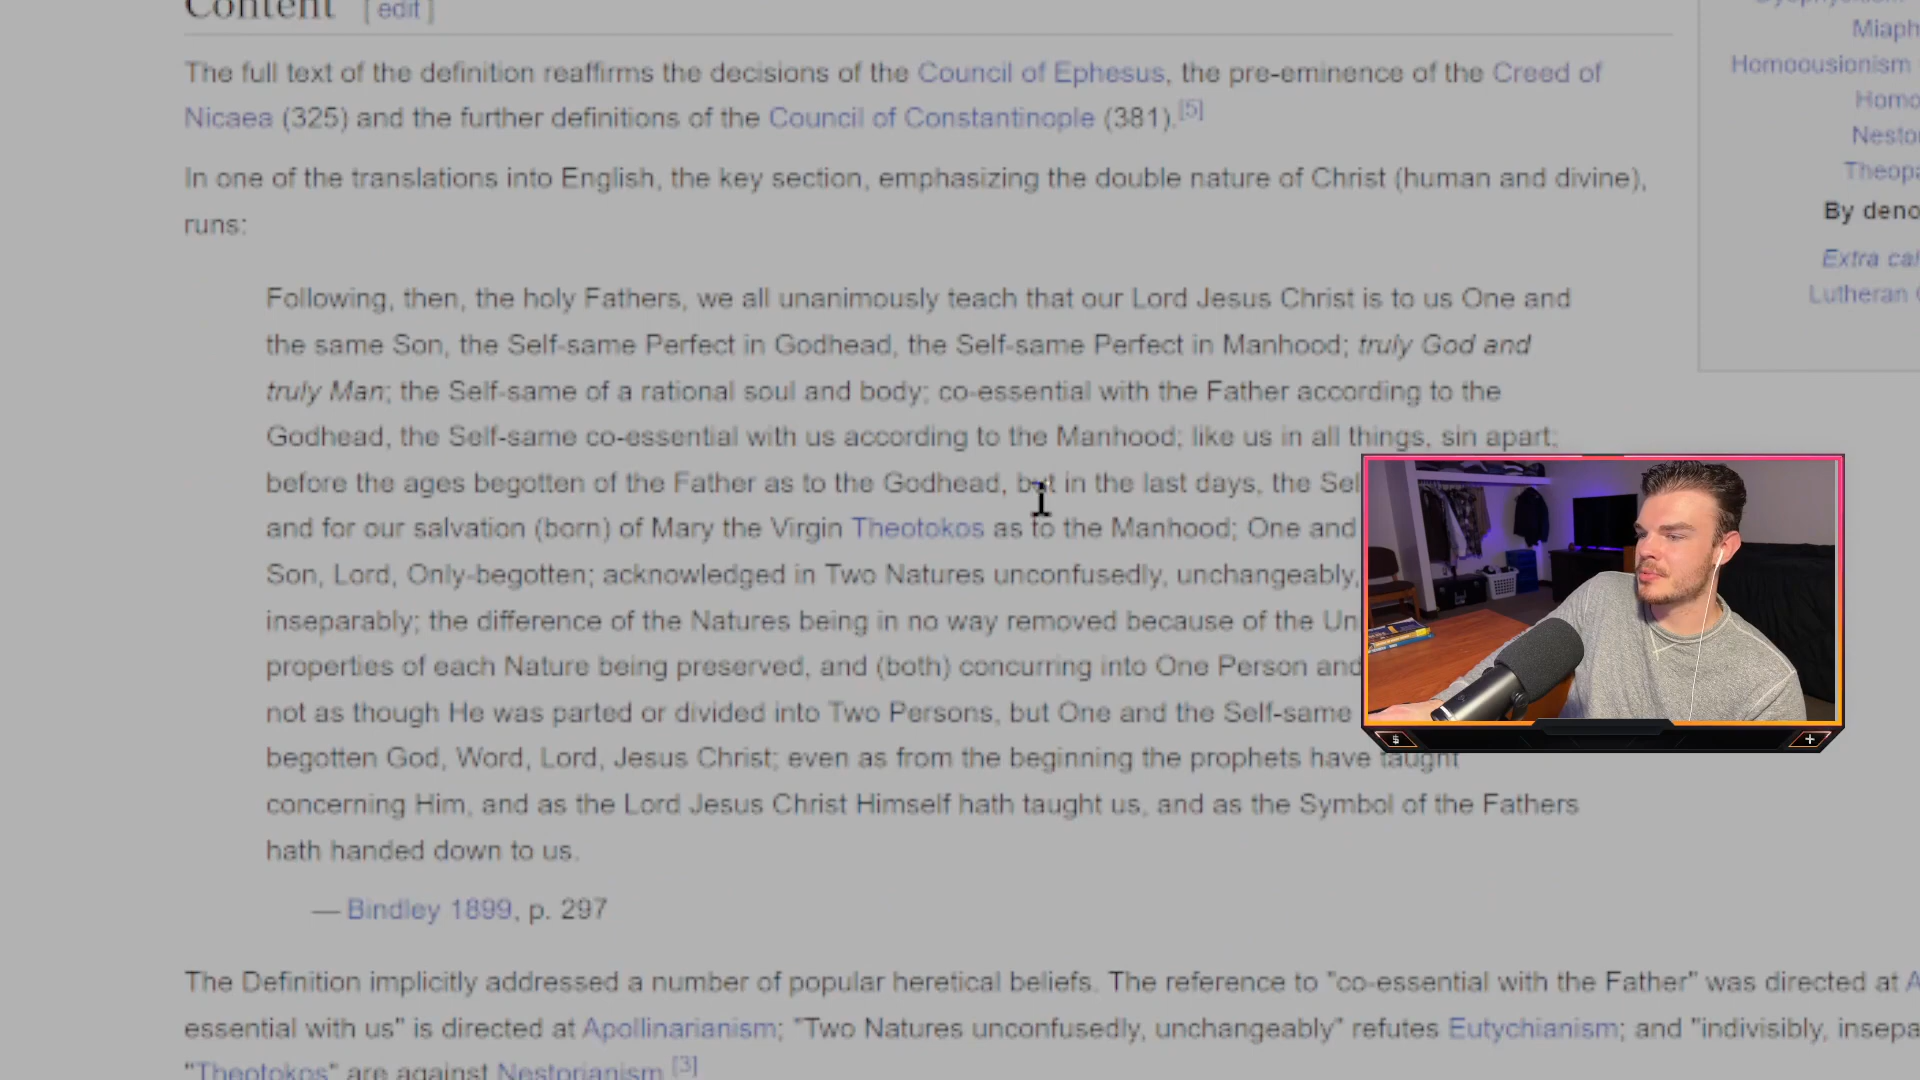 Content [ edit ]
The full text of the definition reaffirms the decisions of the Council of Ephesus, the pre-eminence of the Creed of
Nicaea (325) and the further definitions of the Council of Constantinople (381).[5]
In one of the translations into English, the key section, emphasizing the double nature of Christ (human and divine),
runs:
Following, then, the holy Fathers, we all unanimously teach that our Lord Jesus Christ is to us One and
the same Son, the Self-same Perfect in Godhead, the Self-same Perfect in Manhood; truly God and
truly Man; the Self-same of a rational soul and body; co-essential with the Father according to the
Godhead, the Self-same co-essential with us according to the Manhood; like us in all things, sin apart;
before the ages begotten of the Father as to the Godhead, but in the last days, the Sel
and for our salvation (born) of Mary the Virgin Theotokos as to the Manhood; One and
Son, Lord, Only-begotten; acknowledged in Two Natures unconfusedly, unchangeably,
inseparably; the difference of the Natures being in no way removed because of the Un
properties of each Nature being preserved, and (both) concurring into One Person and
not as though He was parted or divided into Two Persons, but One and the Self-same
begotten God, Word, Lord, Jesus Christ; even as from the beginning the prophets have taught
concerning Him, and as the Lord Jesus Christ Himself hath taught us, and as the Symbol of the Fathers
hath handed down to us.
— Bindley 1899, p. 297
The Definition implicitly addressed a number of popular heretical beliefs. The reference to "co-essential with the Father" was directed at A
essential with us" is directed at Apollinarianism; "Two Natures unconfusedly, unchangeably" refutes Eutychianism; and "indivisibly, insepa
"Theotokos" are against Nestorianism.[3]
Miaph
Homoousionism
Homo
Nesto
Theopa
By deno
Extra cal
Lutheran